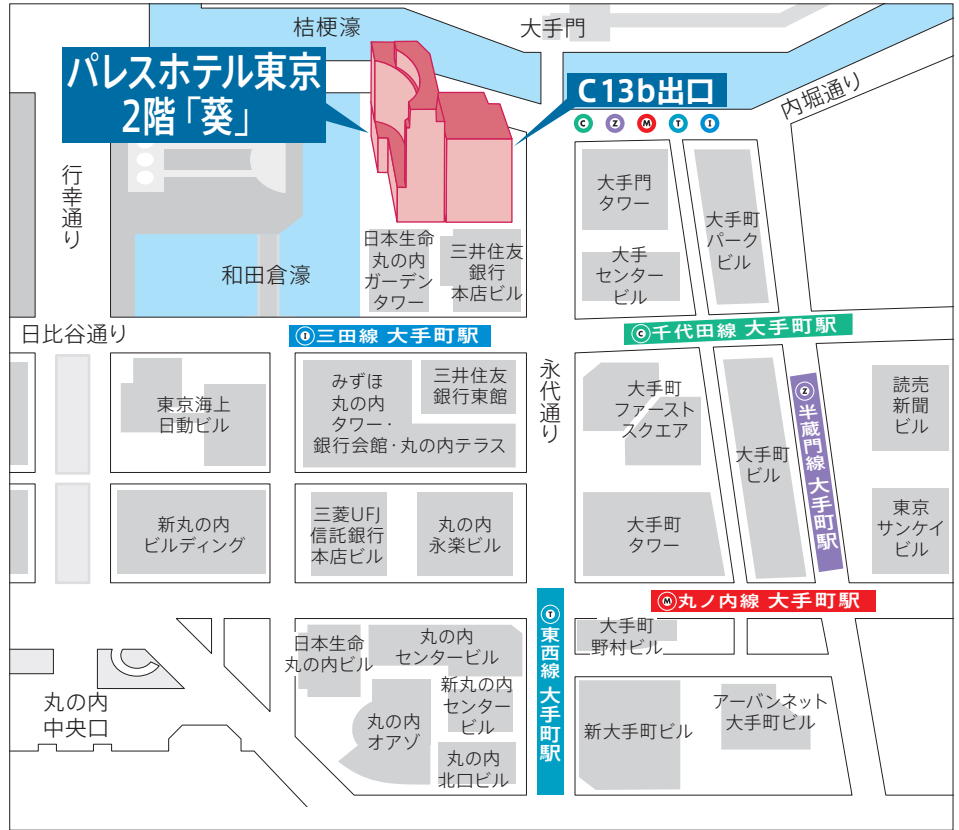 桔梗濠
大手門
パレスホテル東京
2階「葵」
C13b出口
内堀通り
C Z M T I
行幸通り
和田倉濠
日本生命
丸の内
ガーデン
タワー
三井住友
銀行
本店ビル
大手門
タワー
大手
センター
ビル
大手町
パーク
ビル
日比谷通り
I三田線 大手町駅
C千代田線 大手町駅
東京海上
日動ビル
みずほ
丸の内
タワー・
銀行会館・丸の内テラス
三井住友
銀行東館
永代通り
大手町
ファースト
スクエア
大手町
ビル
Z半蔵門線 大手町駅
読売
新聞
ビル
新丸の内
ビルディング
三菱UFJ
信託銀行
本店ビル
丸の内
永楽ビル
大手町
タワー
東京
サンケイ
ビル
M丸ノ内線 大手町駅
T東西線 大手町駅
日本生命
丸の内ビル
丸の内
センタービル
大手町
野村ビル
丸の内
中央口
丸の内
オアゾ
新丸の内
センター
ビル
丸の内
北口ビル
新大手町ビル
アーバンネット
大手町ビル